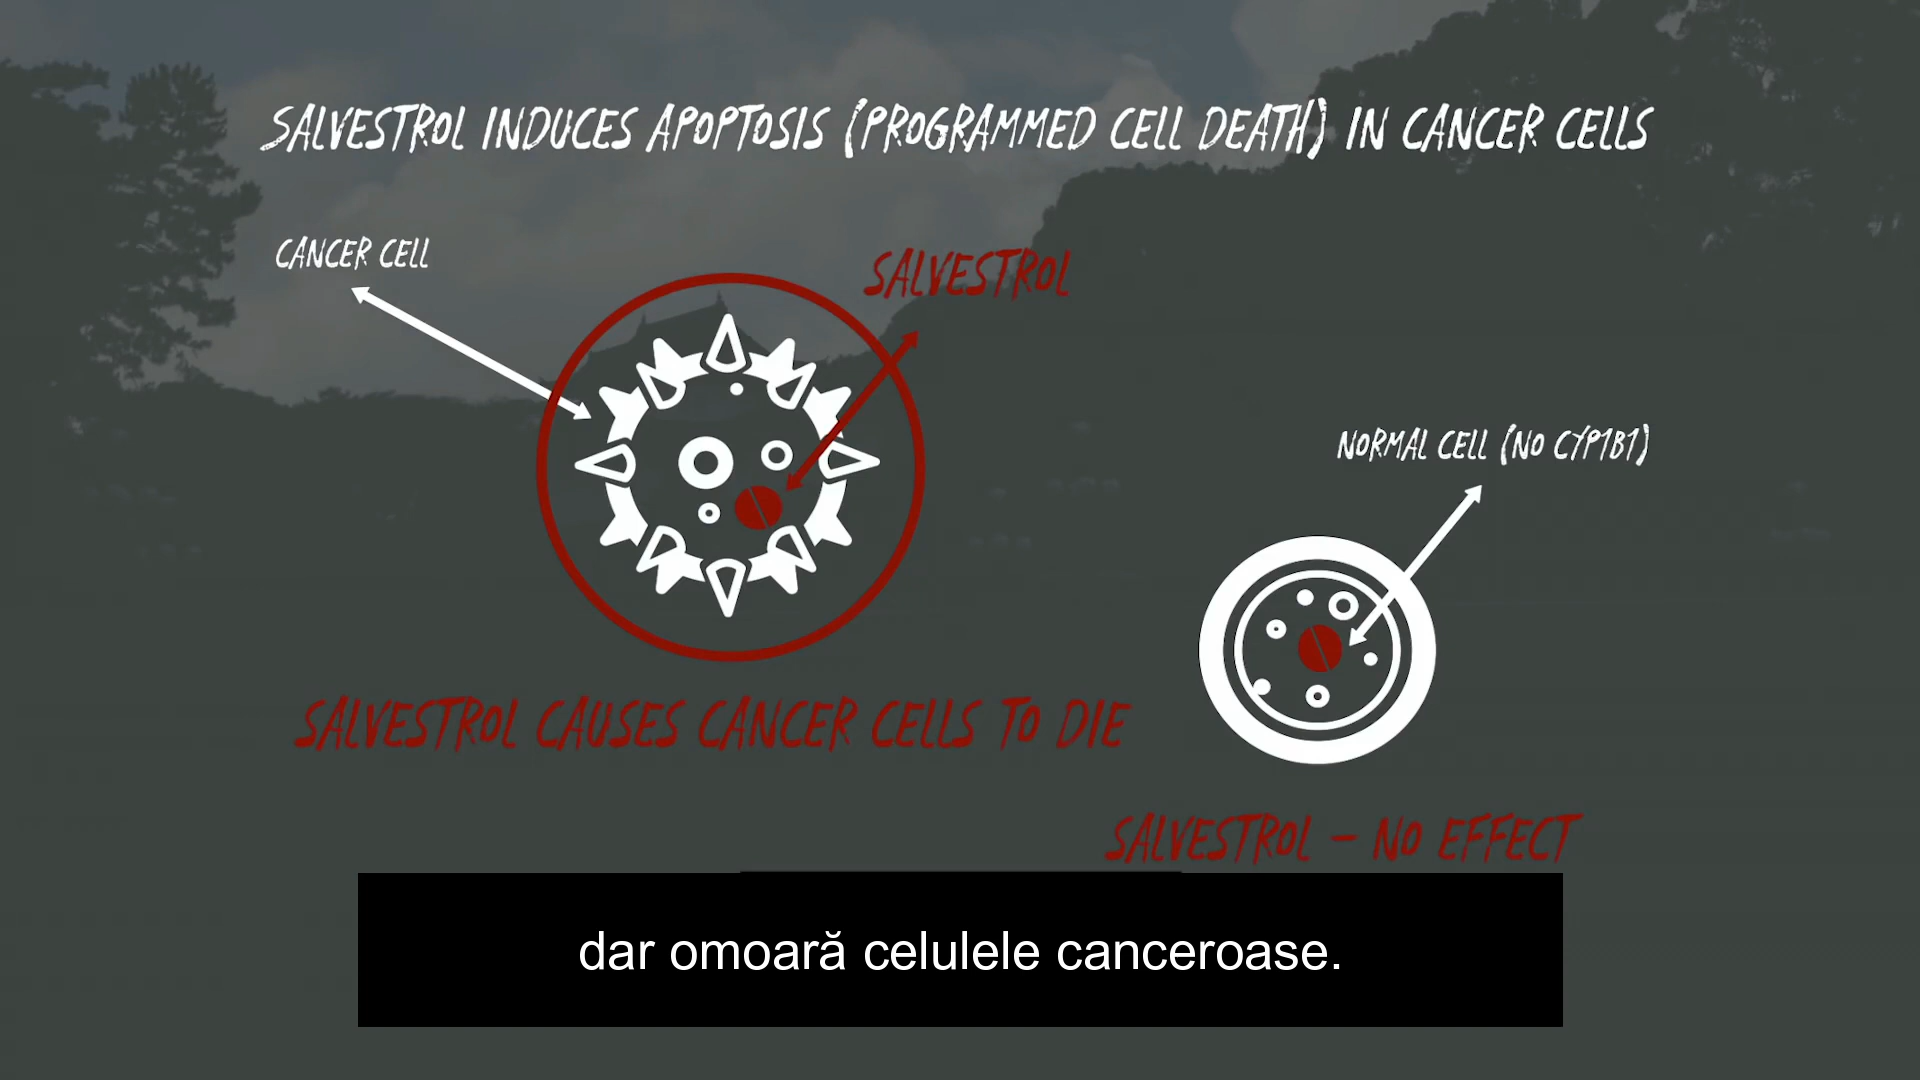 SALVESTROL INDUCES APOPTOSIS (PROGRAMMED CELL DEATH) IN CANCER CELLS
CANCER CELL
SALVESTROL
NORMAL CELL (NO CYP1B1)
SALVESTROL CAUSES CANCER CELLS TO DIE
SALVESTROL - NO EFFECT
dar omoară celulele canceroase.